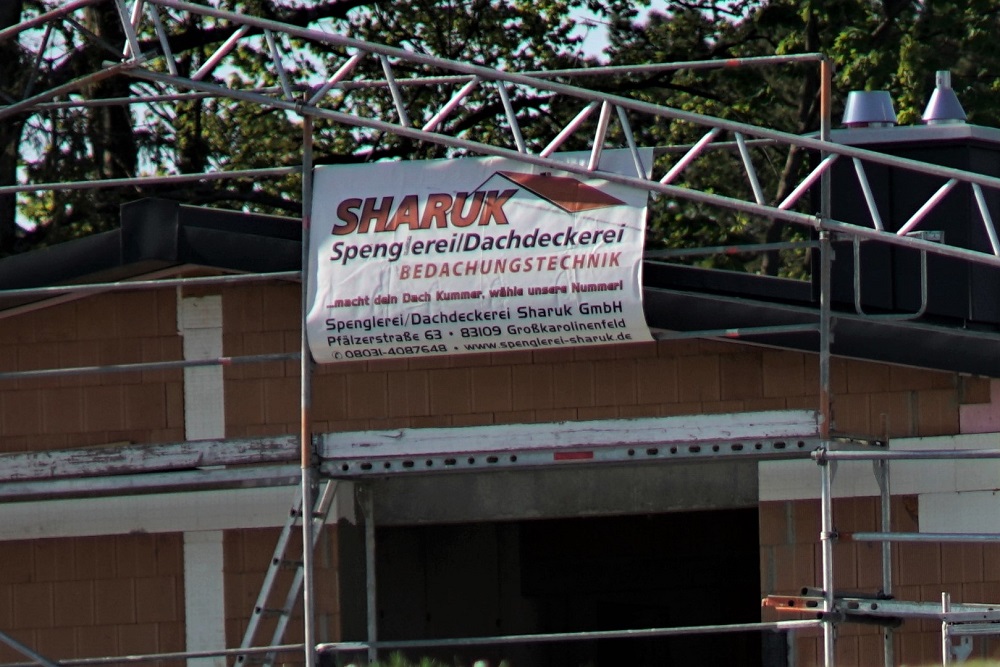 SHARUK
Spenglerei/Dachdeckerei
BEDACHUNGSTECHNIK
...macht dein Dach Kummer, wähle unsere Nummer!
Spenglerei/Dachdeckerei Sharuk GmbH
Pfälzerstraße 63 • 83109 Großkarolinenfeld
✆ 08031-4087648 • www.spenglerei-sharuk.de